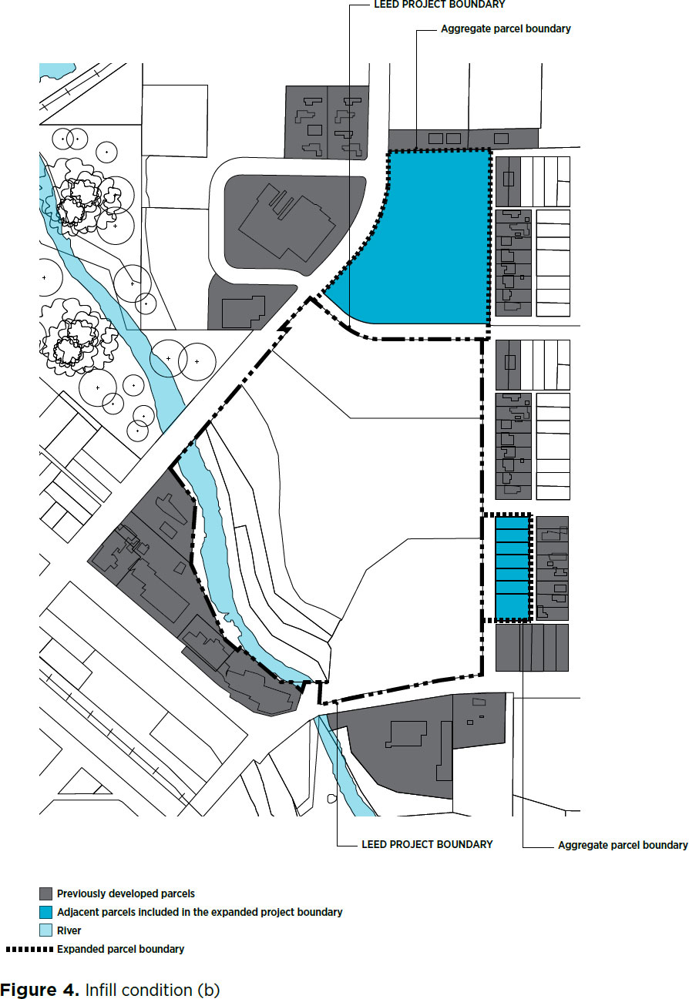 LEED PROJECT BOUNDARY
Aggregate parcel boundary
LEED PROJECT BOUNDARY
Aggregate parcel boundary
Previously developed parcels
Adjacent parcels included in the expanded project boundary
River
Expanded parcel boundary
Figure 4. Infill condition (b)